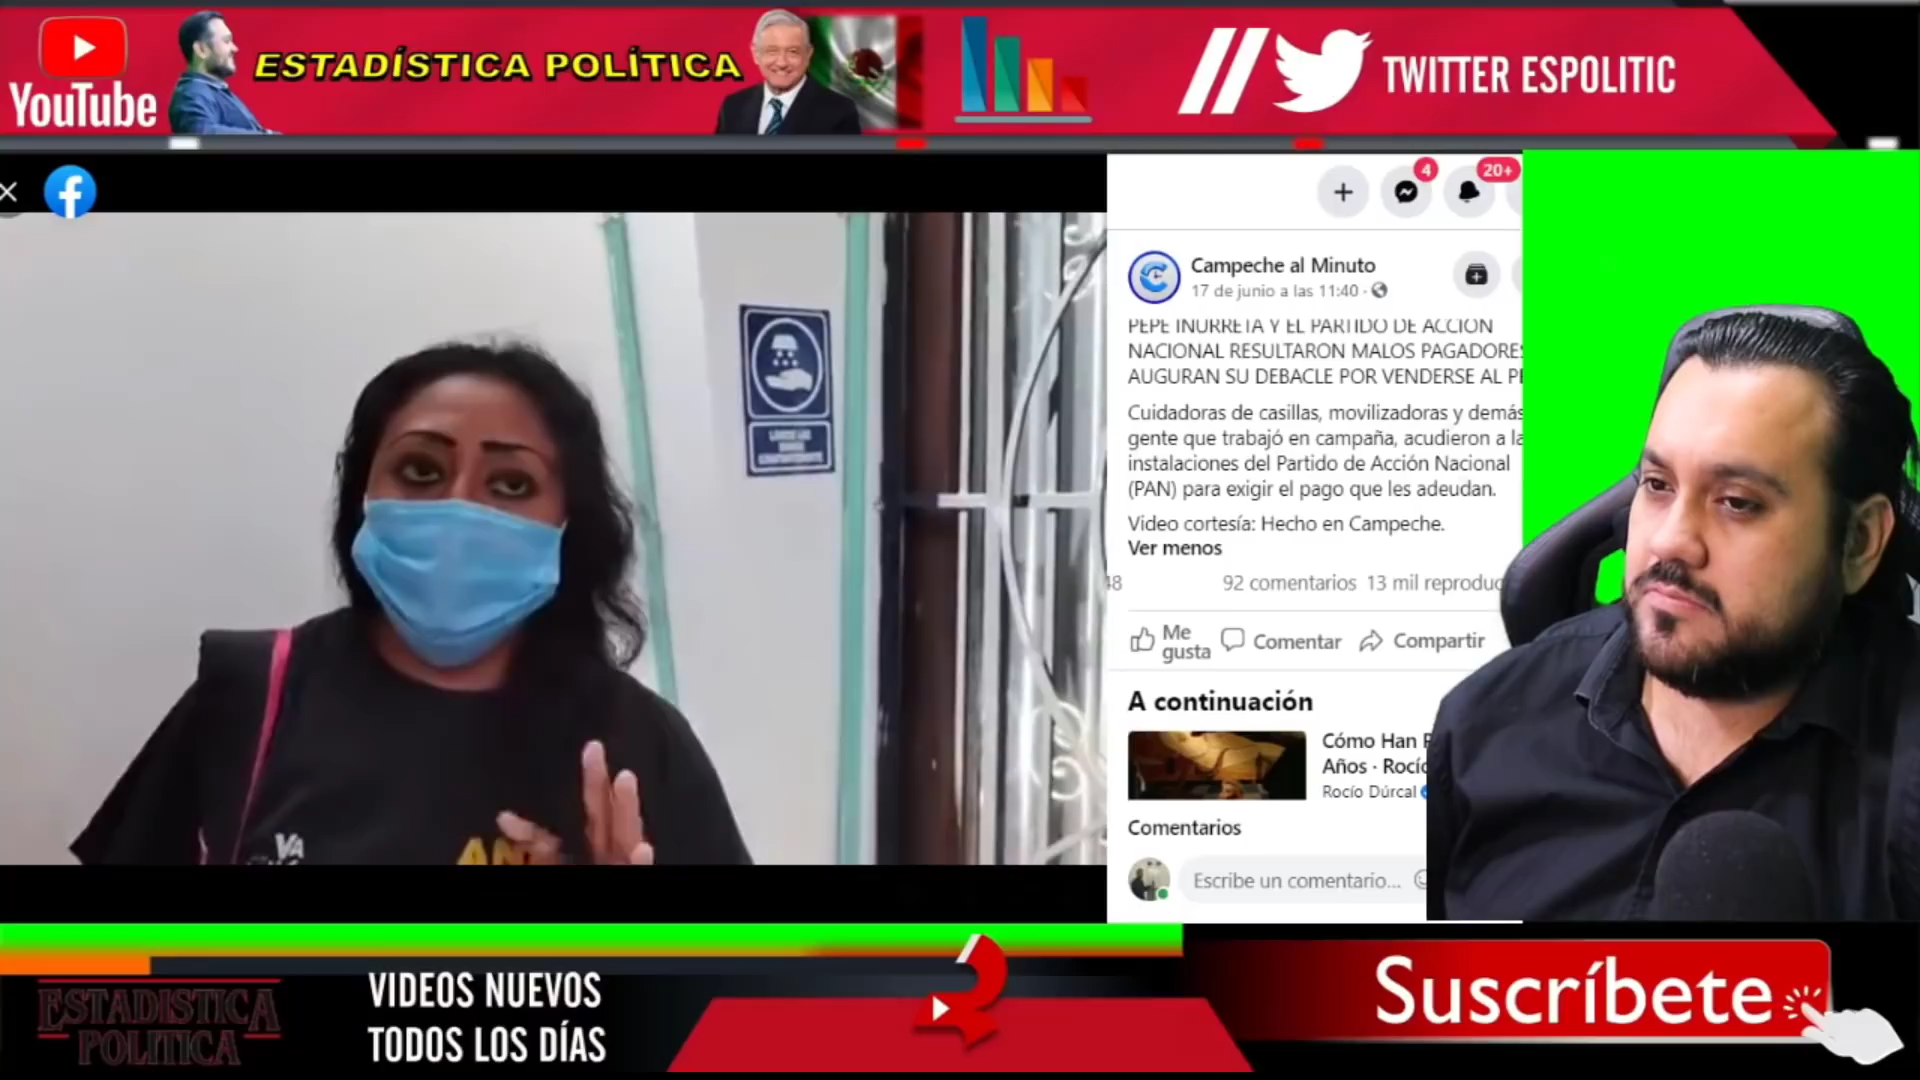 YouTube
ESTADÍSTICA POLÍTICA
TWITTER ESPOLITIC
4
20+
Campeche al Minuto
17 de junio a las 11:40 ·
PEPE INURRETA Y EL PARTIDO DE ACCIÓN
NACIONAL RESULTARON MALOS PAGADORES
AUGURAN SU DEBACLE POR VENDERSE AL
Cuidadoras de casillas, movilizadoras y demás
gente que trabajó en campaña, acudieron a
instalaciones del Partido de Acción Nacional
(PAN) para exigir el pago que les adeudan.
Video cortesía: Hecho en Campeche.
Ver menos
92 comentarios 13 mil
Me
gusta
Comentar
Compartir
A continuación
Cómo Han
Años ·
Rocío Dúrcal
Comentarios
Escribe un comentario...
VA
ESTADISTICA
POLITICA
VIDEOS NUEVOS
TODOS LOS DÍAS
Suscríbete